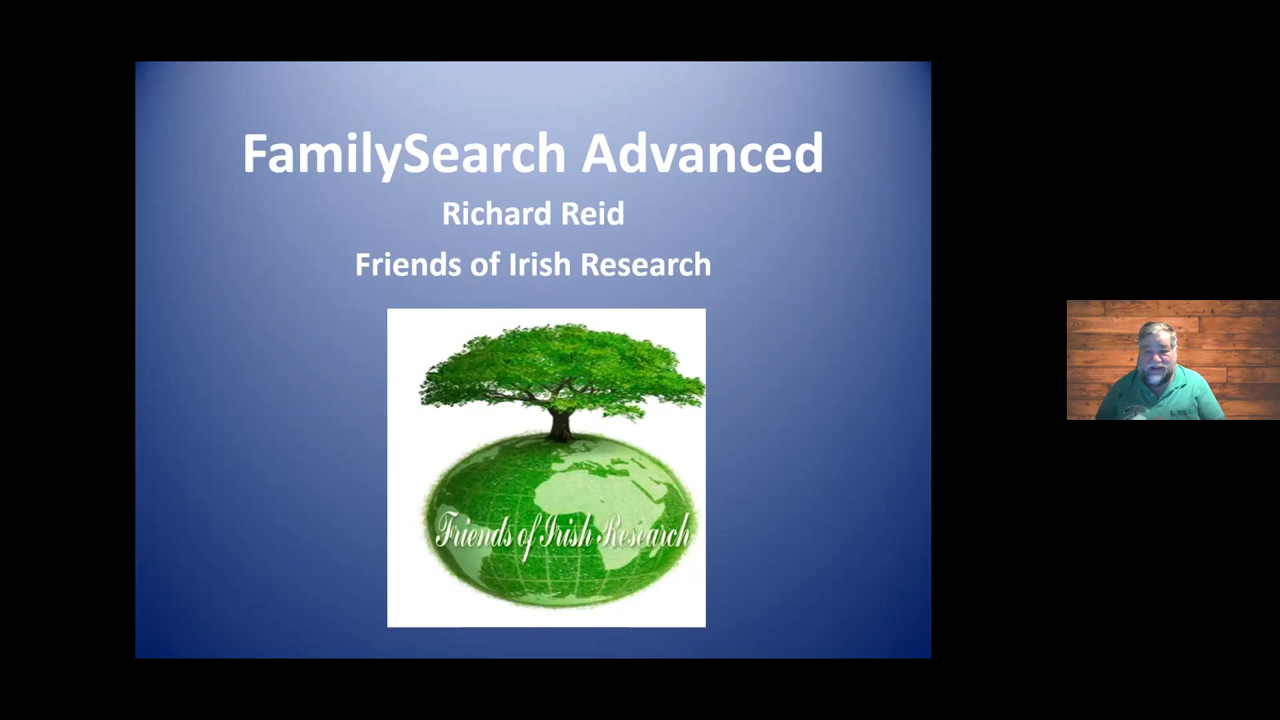 FamilySearch Advanced
Richard Reid
Friends of Irish Research
Friends of Irish Research